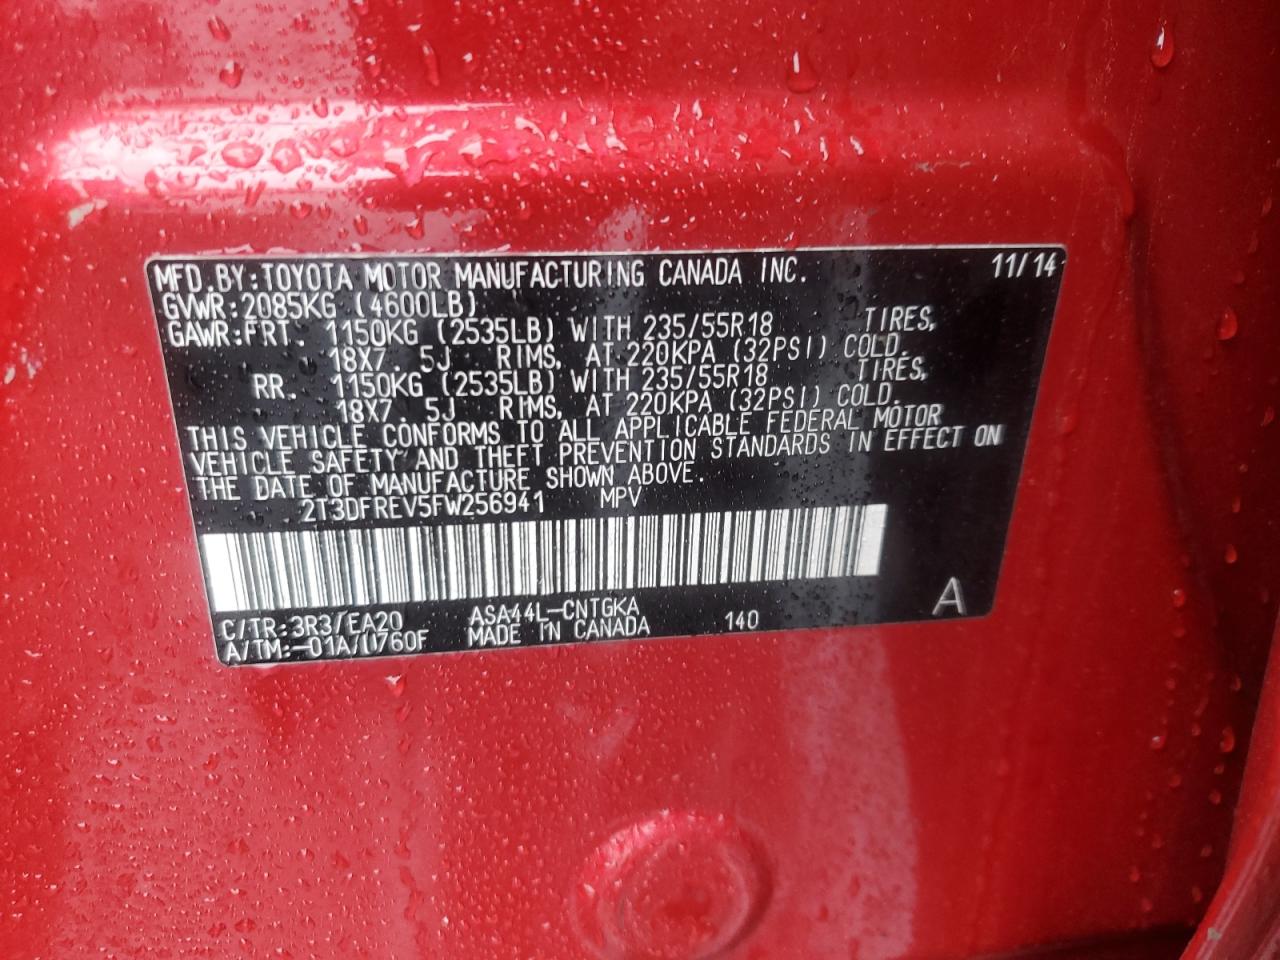 MFD.BY:TOYOTA MOTOR MANUFACTURING CANADA INC. 11/14
GVWR:2085KG (4600LB)
GAWR:FRT. 1150KG (2535LB) WITH 235/55R18 TIRES,
18X7.5J RIMS, AT 220KPA (32PSI) COLD.
RR. 1150KG (2535LB) WITH 235/55R18 TIRES,
18X7.5J RIMS, AT 220KPA (32PSI) COLD.
THIS VEHICLE CONFORMS TO ALL APPLICABLE FEDERAL MOTOR
VEHICLE SAFETY AND THEFT PREVENTION STANDARDS IN EFFECT ON
THE DATE OF MANUFACTURE SHOWN ABOVE.
2T3DFREV5FW256941 MPV
C/TR:3R3/EA20 ASA44L-CNTGKA 140 A
A/TM:-01A/U760F MADE IN CANADA